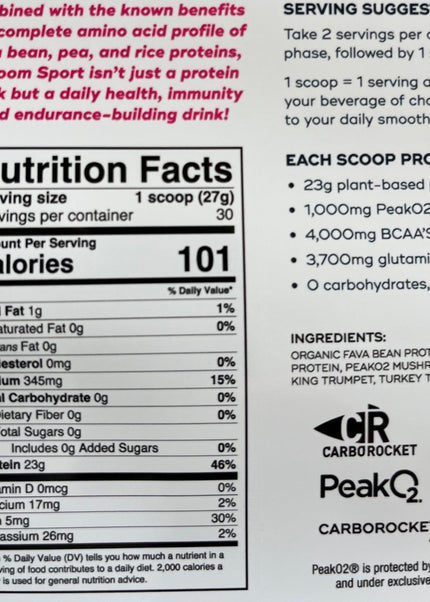 bined with the known benefits
complete amino acid profile of
bean, pea, and rice proteins,
oom Sport isn't just a protein
k but a daily health, immunity
d endurance-building drink!
utrition Facts
ving size 1 scoop (27g)
vings per container 30
ount Per Serving
alories 101
% Daily Value*
Fat 1g 1%
aturated Fat 0g 0%
ans Fat 0g
lesterol 0mg 0%
ium 345mg 15%
al Carbohydrate 0g 0%
ietary Fiber 0g 0%
otal Sugars 0g
Includes 0g Added Sugars 0%
tein 23g 46%
min D 0mcg 0%
cium 17mg 2%
n 5mg 30%
assium 26mg 2%
% Daily Value (DV) tells you how much a nutrient in a
ving of food contributes to a daily diet. 2,000 calories a
is used for general nutrition advice.
SERVING SUGGES
Take 2 servings per
phase, followed by 1
1 scoop = 1 serving a
your beverage of cho
to your daily smooth
EACH SCOOP PRO
• 23g plant-based
• 1,000mg PeakO2
• 4,000mg BCAA'S
• 3,700mg glutami
• 0 carbohydrates,
INGREDIENTS:
ORGANIC FAVA BEAN PROT
PROTEIN, PEAKO2 MUSHR
KING TRUMPET, TURKEY T
CR
CARBOROCKET
PeakO2
CARBOROCKE
PeakO2® is protected by
and under exclusive